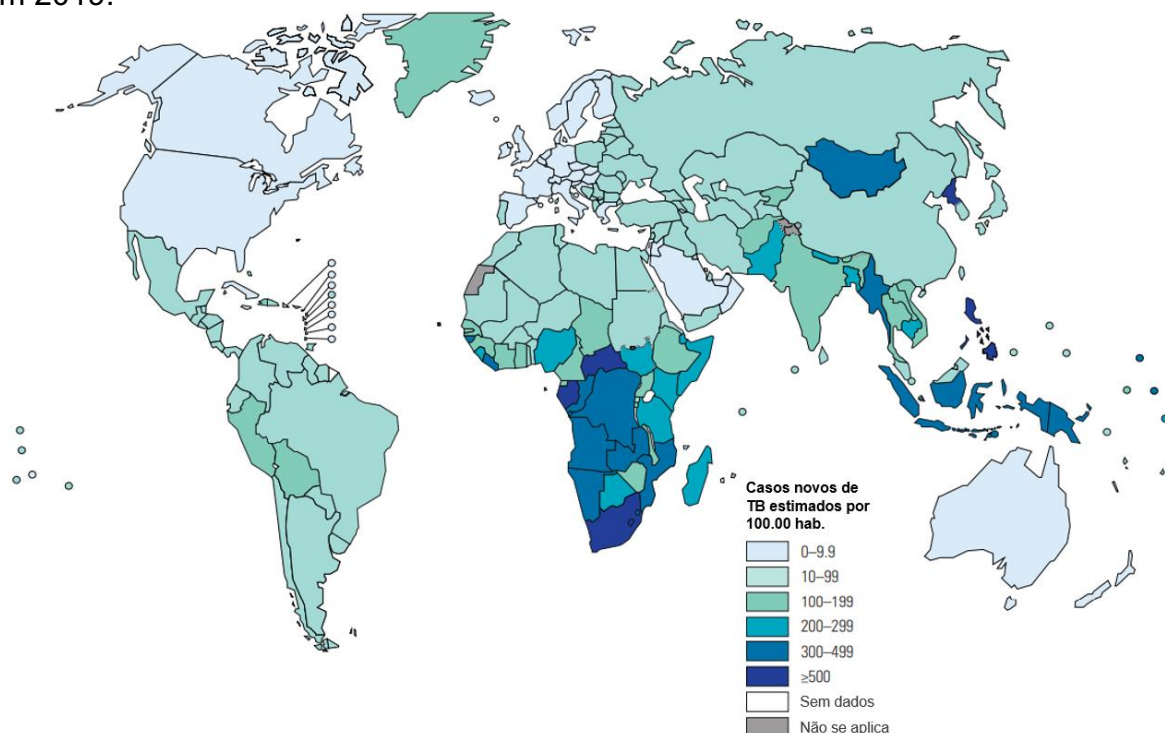 m 2019.
Casos novos de
TB estimados por
100.00 hab.
0–9.9
10–99
100–199
200–299
300–499
≥500
Sem dados
Não se aplica